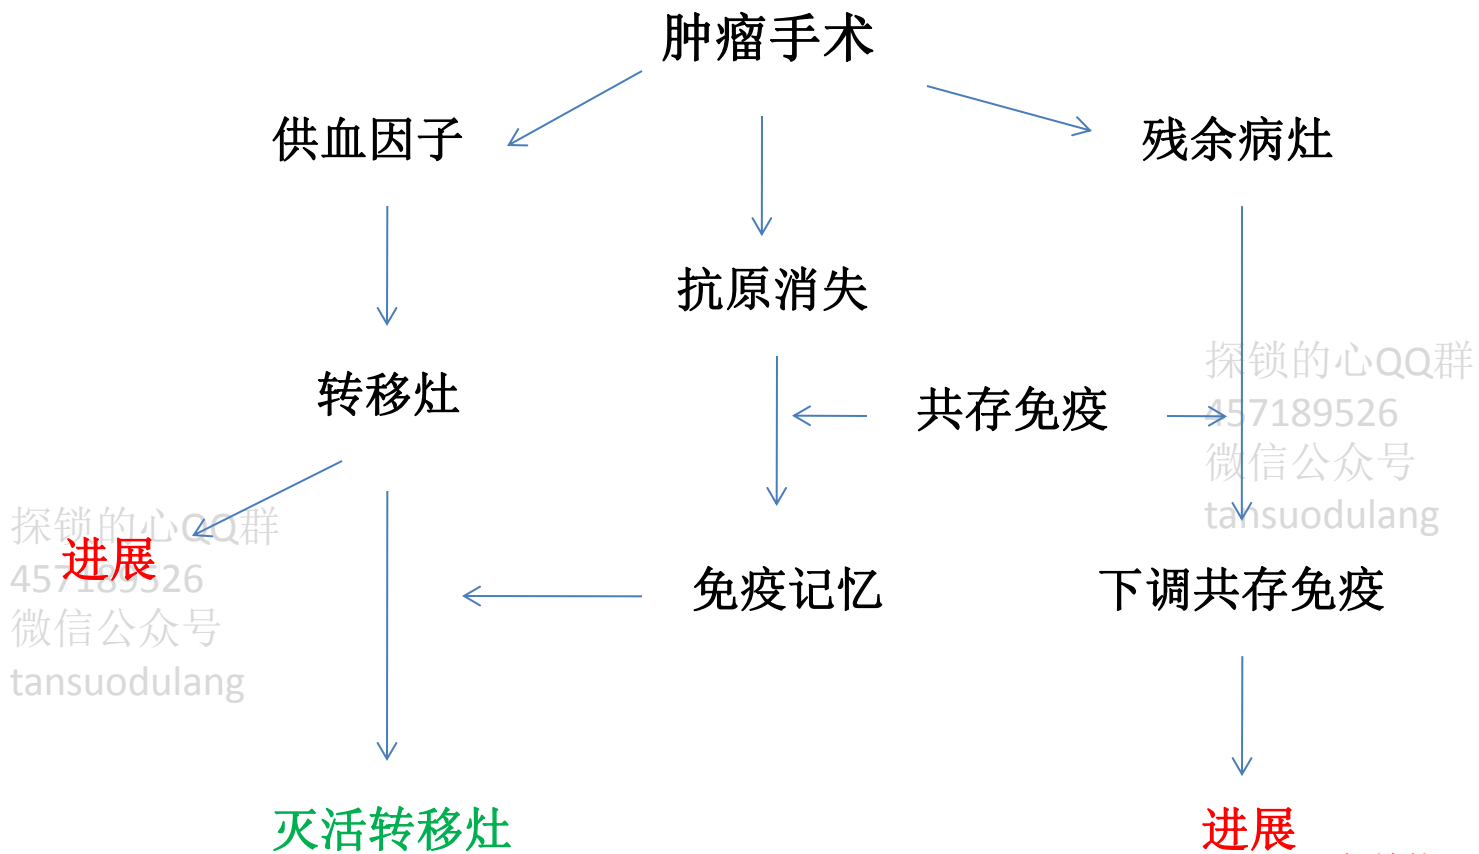 肿瘤手术
供血因子
残余病灶
抗原消失
转移灶
共存免疫
探锁的心QQ群
457189526
微信公众号
tansuodulang
探锁的心QQ群
457189526
微信公众号
tansuodulang
进展
免疫记忆
下调共存免疫
灭活转移灶
进展